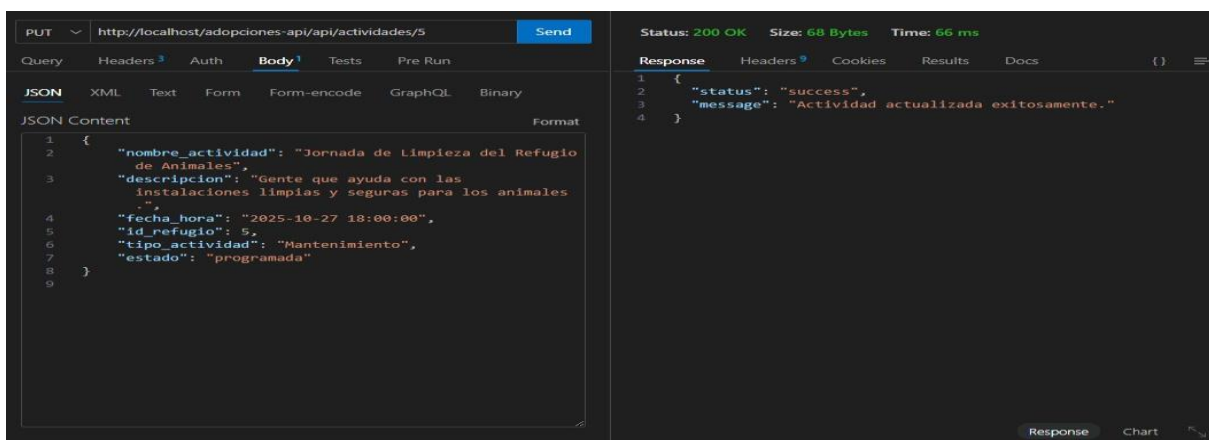 PUT http://localhost/adopciones-api/api/actividades/5 Send
Query Headers 3 Auth Body 1 Tests Pre Run
JSON XML Text Form Form-encode GraphQL Binary
JSON Content Format
1 {
2 "nombre_actividad": "Jornada de Limpieza del Refugio
de Animales",
3 "descripcion": "Gente que ayuda con las
instalaciones limpias y seguras para los animales
.",
4 "fecha_hora": "2025-10-27 18:00:00",
5 "id_refugio": 5,
6 "tipo_actividad": "Mantenimiento",
7 "estado": "programada"
8 }
9
Status: 200 OK Size: 68 Bytes Time: 66 ms
Response Headers 9 Cookies Results Docs {}
1 {
2 "status": "success",
3 "message": "Actividad actualizada exitosamente."
4 }
Response Chart